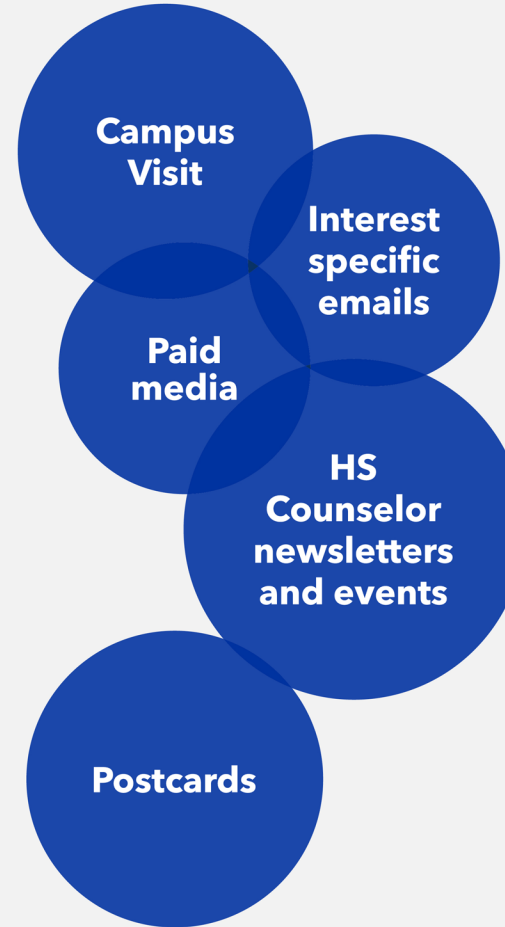 Campus
Visit
Interest
specific
emails
Paid
media
HS
Counselor
newsletters
and events
Postcards